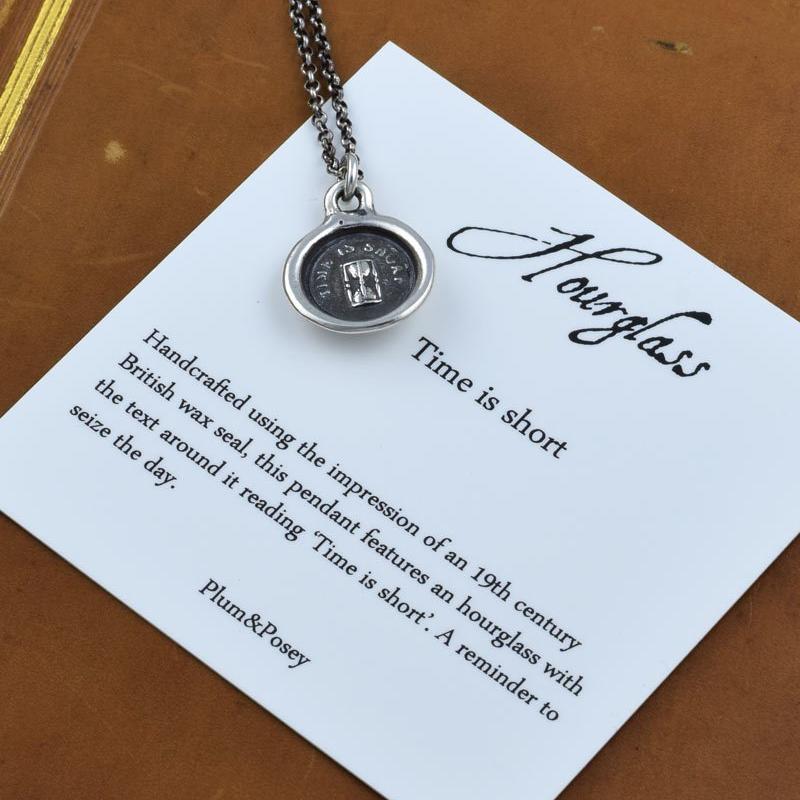 TIME IS SHORT
Hourglass
Time is short
Handcrafted using the impression of an 19th century
British wax seal, this pendant features an hourglass with
the text around it reading 'Time is short'. A reminder to
seize the day.
Plum&Posey